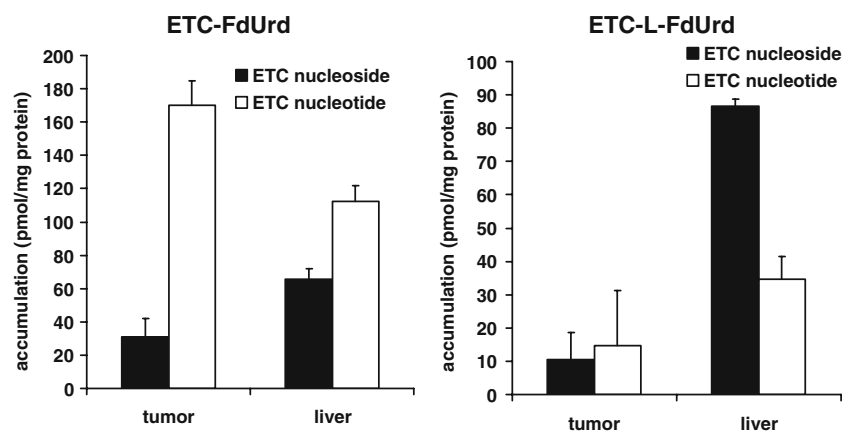 ETC-FdUrd
accumulation (pmol/mg protein)
200
180
160
140
120
100
80
60
40
20
0
ETC nucleoside
ETC nucleotide
tumor
liver
ETC-L-FdUrd
accumulation (pmol/mg protein)
100
90
80
70
60
50
40
30
20
10
0
ETC nucleoside
ETC nucleotide
tumor
liver